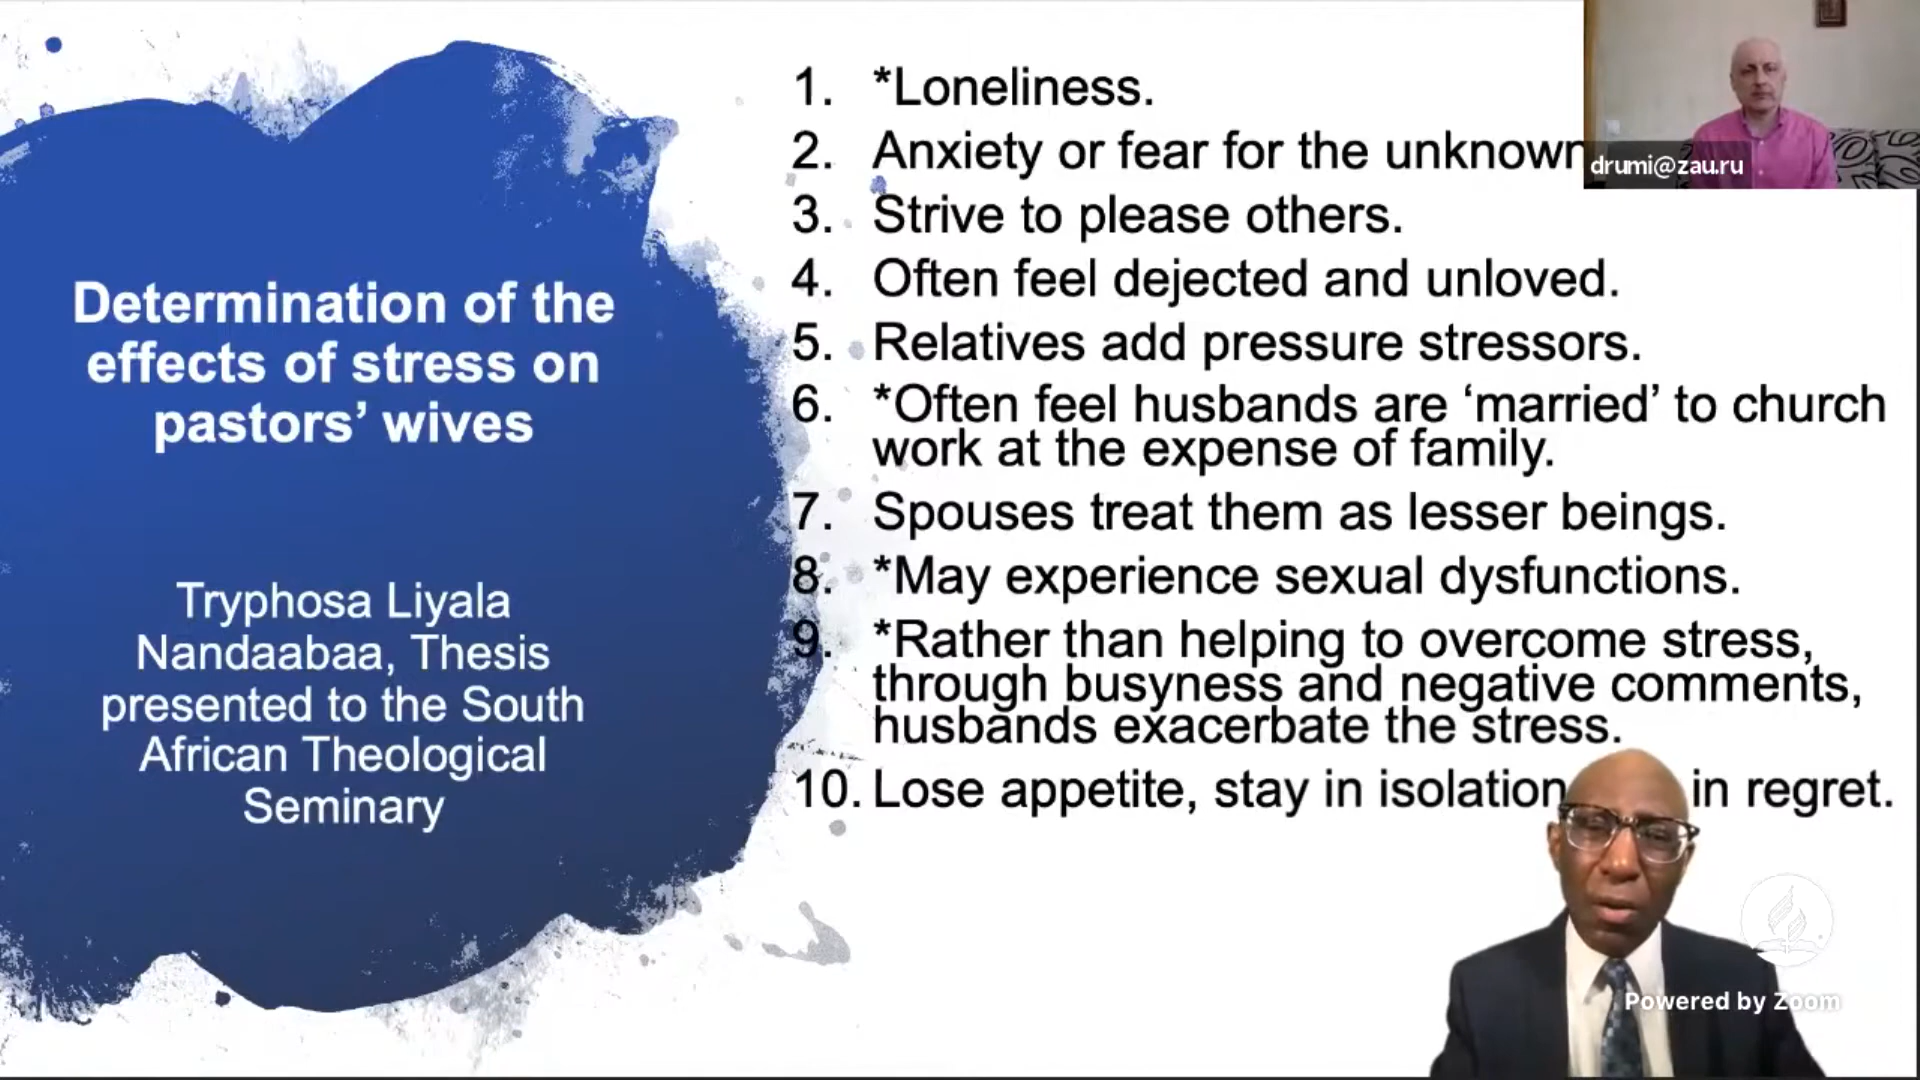 Determination of the
effects of stress on
pastors’ wives
Tryphosa Liyala
Nandaabaa, Thesis
presented to the South
African Theological
Seminary
1. *Loneliness.
2. Anxiety or fear for the unknown
3. Strive to please others.
4. Often feel dejected and unloved.
5. Relatives add pressure stressors.
6. *Often feel husbands are ‘married’ to church
work at the expense of family.
7. Spouses treat them as lesser beings.
8. *May experience sexual dysfunctions.
9. *Rather than helping to overcome stress,
through busyness and negative comments,
husbands exacerbate the stress.
10. Lose appetite, stay in isolation in regret.
drumi@zau.ru
Powered by Zoom